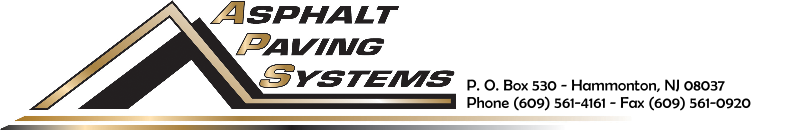 ASPHALT
PAVING
SYSTEMS
P. O. Box 530 - Hammonton, NJ 08037
Phone (609) 561-4161 - Fax (609) 561-0920